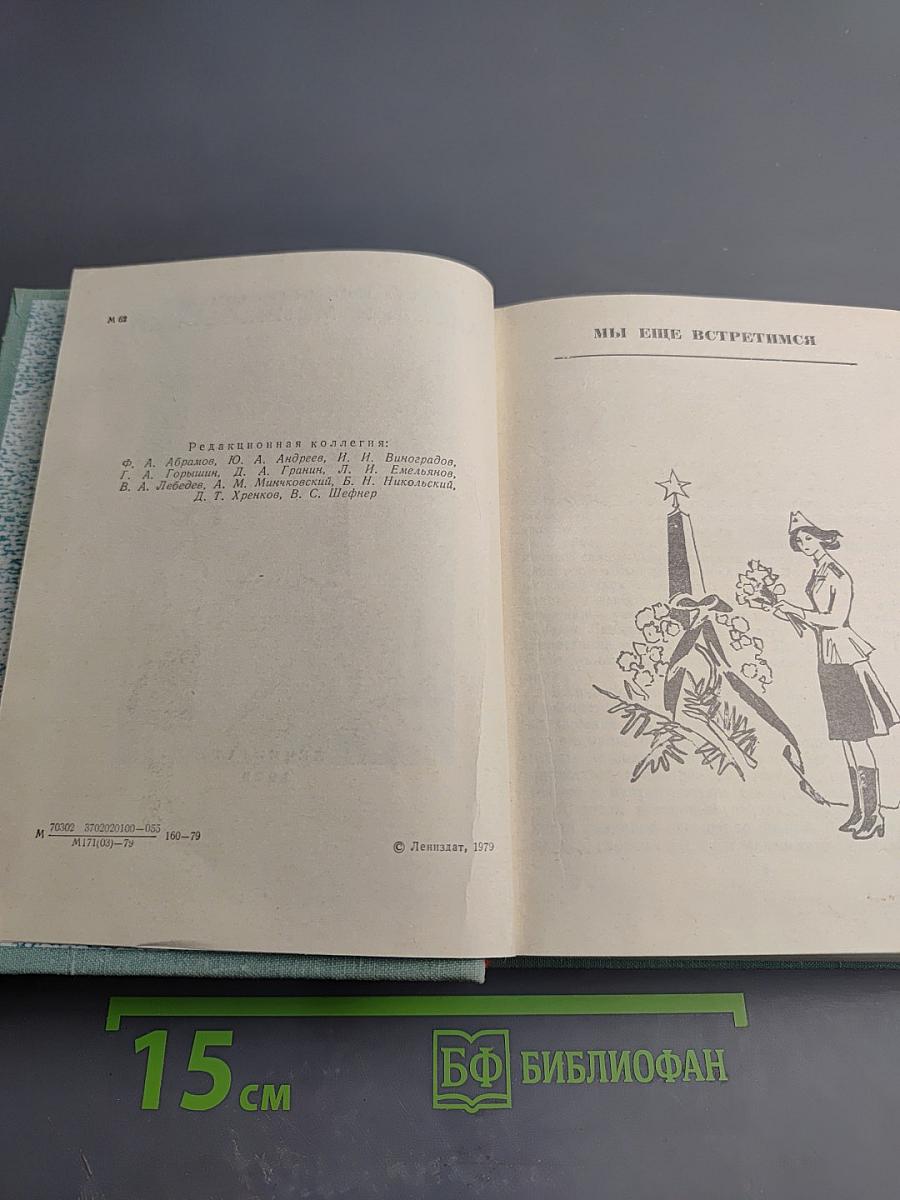 М 62
Редакционная коллегия:
Ф. А. Абрамов, Ю. А. Андреев, И. И. Виноградов,
Г. А. Горышин, Д. А. Гранин, Л. И. Емельянов,
В. А. Лебедев, А. М. Минчковский, Б. Н. Никольский,
Д. Т. Хренков, В. С. Шефнер
М 70302 3702020100—055 160—79
М171(03)—79
© Лениздат, 1979
МЫ ЕЩЕ ВСТРЕТИМСЯ
15 см
БФ БИБЛИОФАН